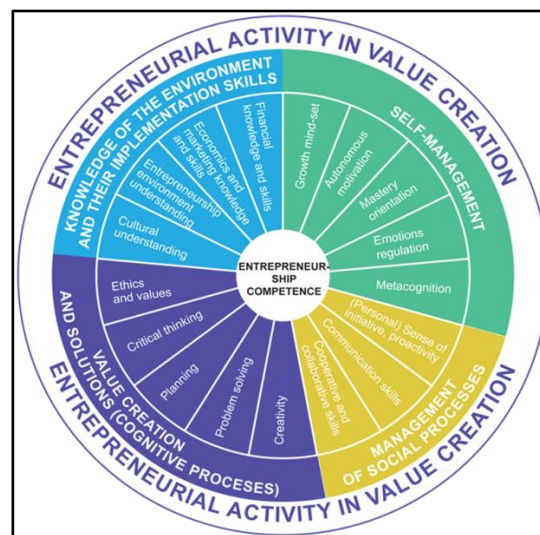 ENTREPRENEURIAL ACTIVITY IN VALUE CREATION
KNOWLEDGE OF THE ENVIRONMENT
AND THEIR IMPLEMENTATION SKILLS
SELF-MANAGEMENT
Financial
knowledge and skills
Economics and
marketing knowledge
and skills
Entrepreneurship
environment
understanding
Cultural
understanding
Growth mind-set
Autonomous
motivation
Mastery
orientation
Emotions
regulation
Metacognition
ENTREPRENEUR-
SHIP
COMPETENCE
Ethics
and values
Critical thinking
Planning
Problem solving
Creativity
(Personal) Sense of
initiative, proactivity
Communication skills
Cooperative and
collaborative skills
VALUE CREATION
AND SOLUTIONS (COGNITIVE PROCESES)
MANAGEMENT
OF SOCIAL PROCESSES
ENTREPRENEURIAL ACTIVITY IN VALUE CREATION